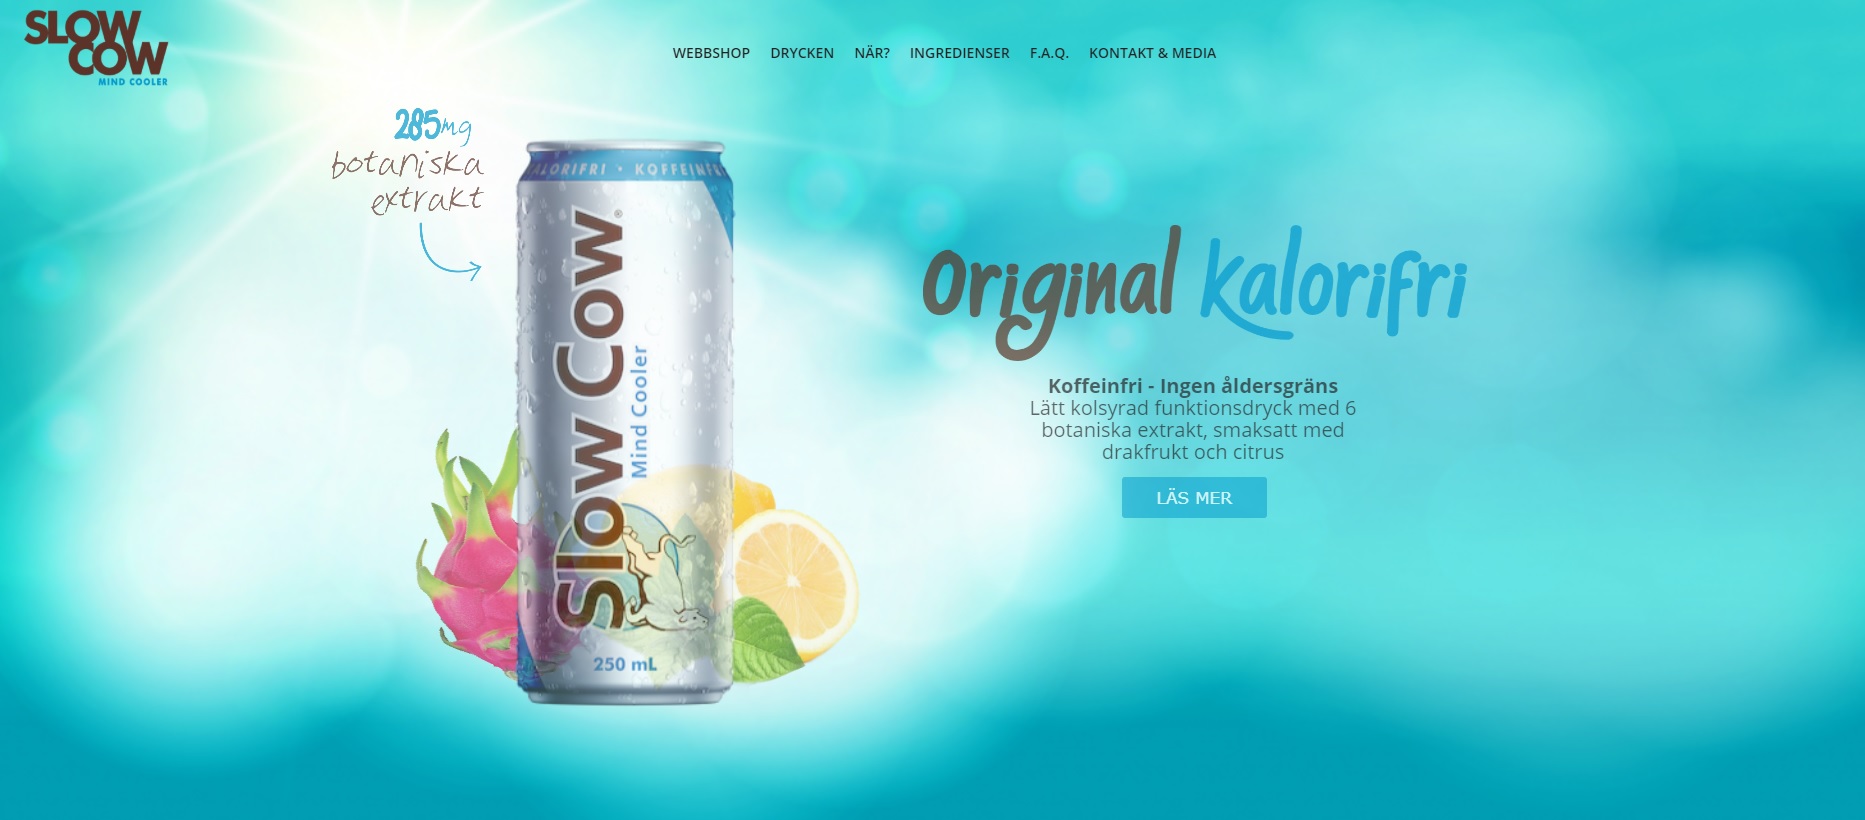 SLOW
COW
MIND COOLER
WEBBSHOP DRYCKEN NÄR? INGREDIENSER F.A.Q. KONTAKT & MEDIA
285mg
botaniska
extrakt
KALORIFRI · KOFFEINFRI
Slow Cow®
Mind Cooler
250 mL
Original kalorifri
Koffeinfri - Ingen åldersgräns
Lätt kolsyrad funktionsdryck med 6
botaniska extrakt, smaksatt med
drakfrukt och citrus
LÄS MER